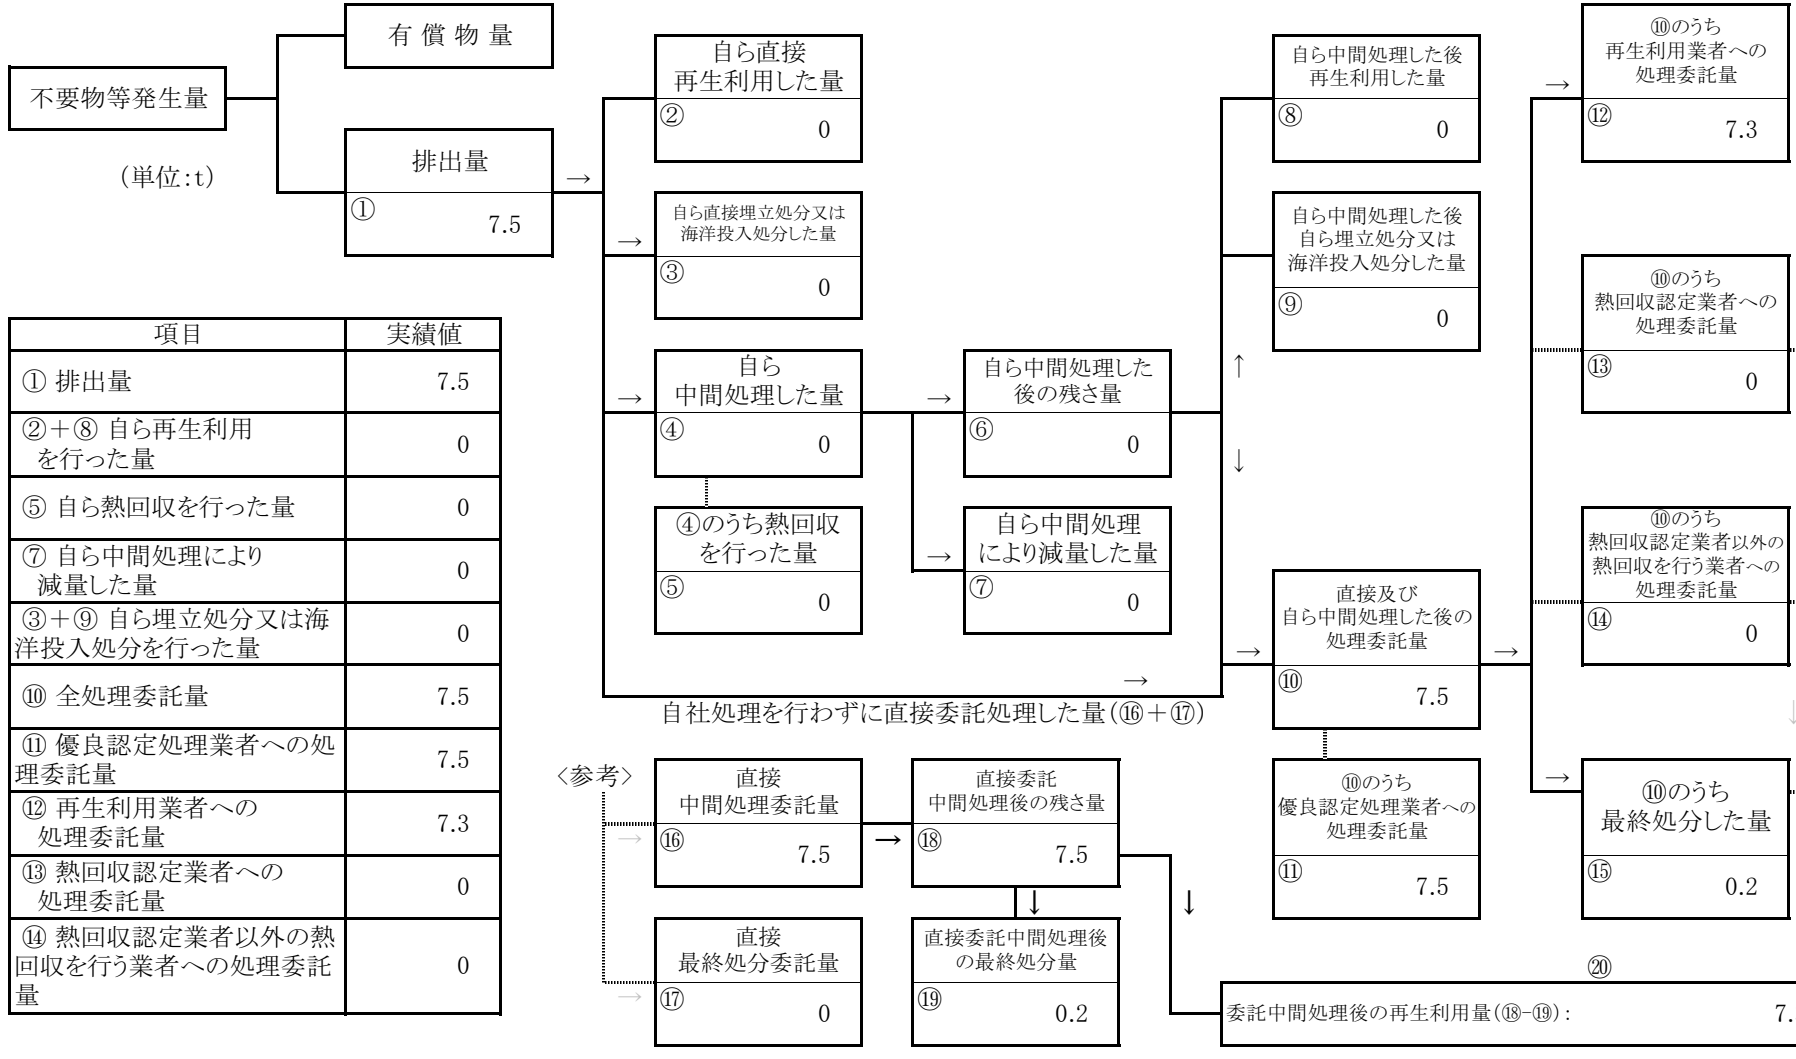 有 償 物 量
不要物等発生量
(単位:t)
排出量
①
7.5
→
自ら直接
再生利用した量
②
0
→
自ら直接埋立処分又は
海洋投入処分した量
③
0
→
自ら
中間処理した量
④
0
④のうち熱回収
を行った量
⑤
0
→
自ら中間処理した
後の残さ量
⑥
0
→
自ら中間処理
により減量した量
⑦
0
自ら中間処理した後
再生利用した量
⑧
0
自ら中間処理した後
自ら埋立処分又は
海洋投入処分した量
⑨
0
↑
↓
→
自社処理を行わずに直接委託処理した量(⑯+⑰)
→
直接及び
自ら中間処理した後の
処理委託量
⑩
7.5
⑩のうち
優良認定処理業者への
処理委託量
⑪
7.5
→
→
⑩のうち
再生利用業者への
処理委託量
⑫
7.3
⑩のうち
熱回収認定業者への
処理委託量
⑬
0
⑩のうち
熱回収認定業者以外の
熱回収を行う業者への
処理委託量
⑭
0
↓
→
⑩のうち
最終処分した量
⑮
0.2
項目 実績値
① 排出量 7.5
②+⑧ 自ら再生利用
を行った量 0
⑤ 自ら熱回収を行った量 0
⑦ 自ら中間処理により
減量した量 0
③+⑨ 自ら埋立処分又は海
洋投入処分を行った量 0
⑩ 全処理委託量 7.5
⑪ 優良認定処理業者への処
理委託量 7.5
⑫ 再生利用業者への
処理委託量 7.3
⑬ 熱回収認定業者への
処理委託量 0
⑭ 熱回収認定業者以外の熱
回収を行う業者への処理委託
量 0
<参考>
→
直接
中間処理委託量
⑯
7.5
→
直接委託
中間処理後の残さ量
⑱
7.5
↓
↓
→
直接
最終処分委託量
⑰
0
直接委託中間処理後
の最終処分量
⑲
0.2
⑳
委託中間処理後の再生利用量(⑱-⑲): 7.